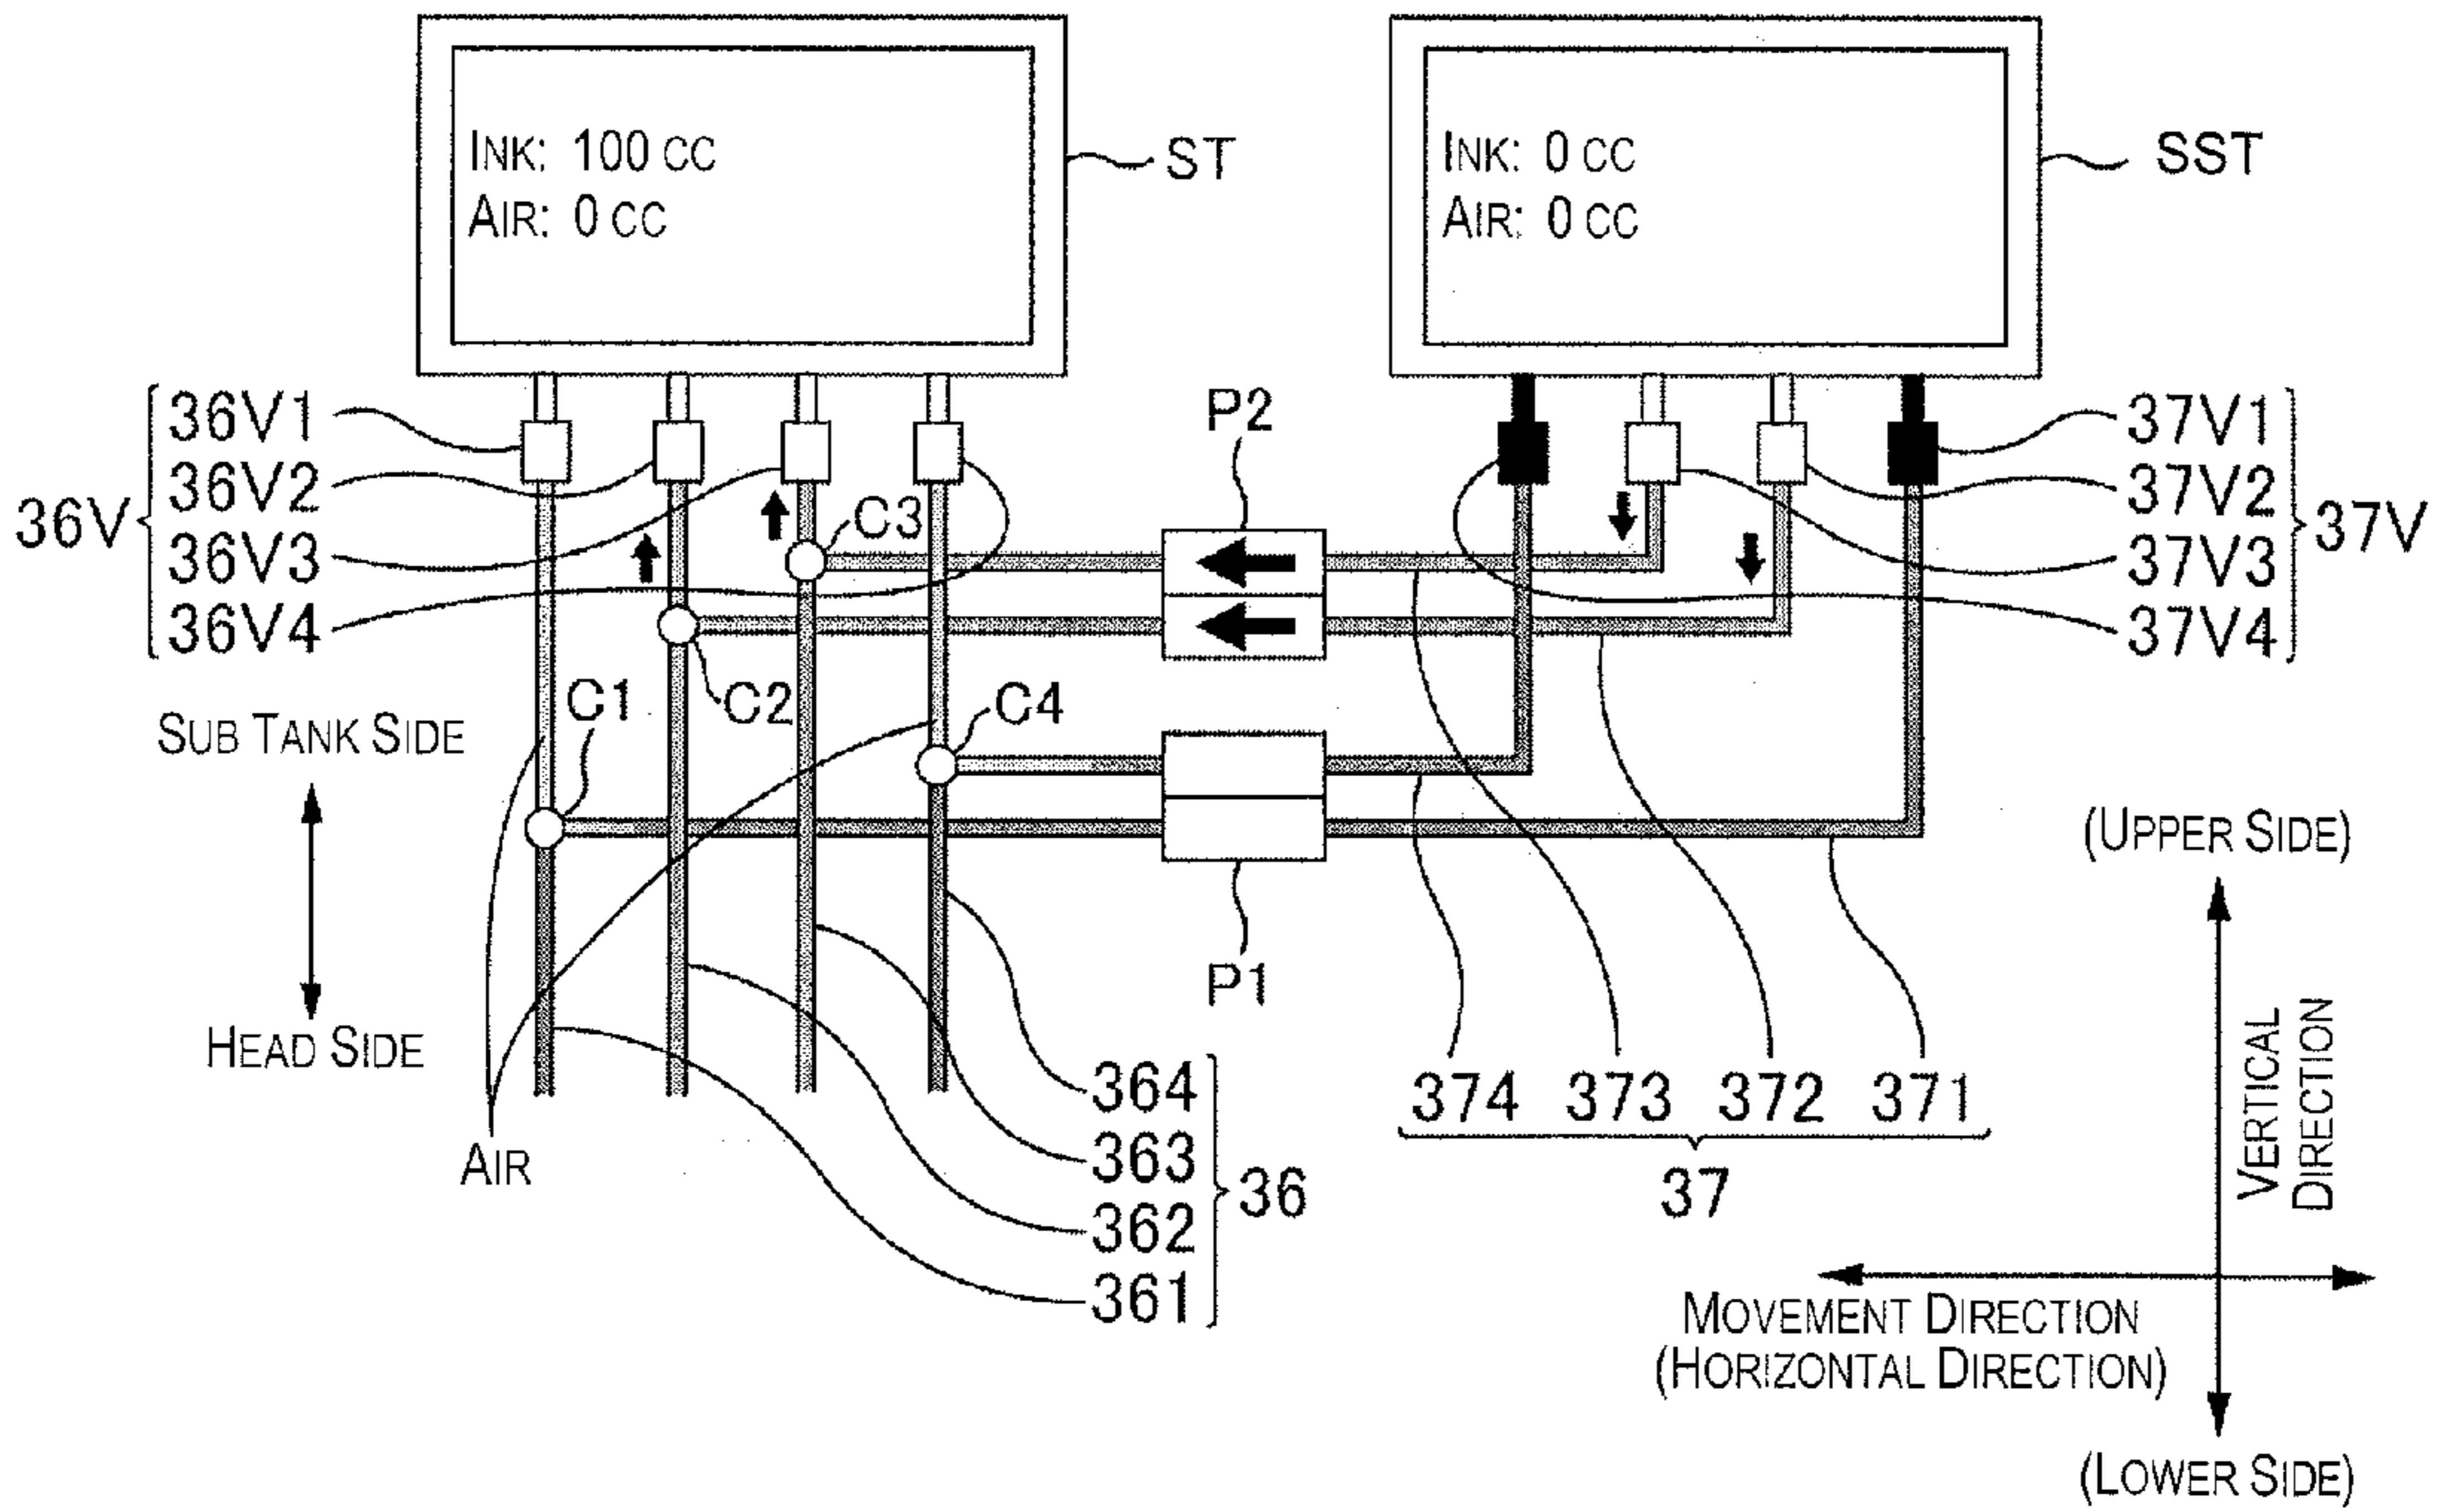 INK: 100 CC
AIR: 0 CC
ST
INK: 0 CC
AIR: 0 CC
SST
36V1
36V2
36V3
36V4
36V
P2
37V1
37V2
37V3
37V4
37V
C3
C2
C1
C4
SUB TANK SIDE
HEAD SIDE
P1
AIR
364
363
362
361
36
374 373 372 371
37
(UPPER SIDE)
VERTICAL
DIRECTION
MOVEMENT DIRECTION
(HORIZONTAL DIRECTION)
(LOWER SIDE)